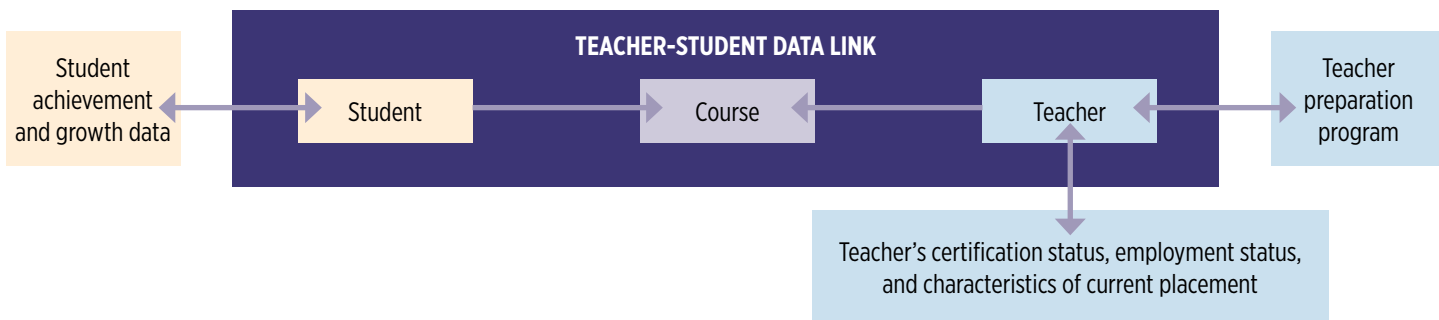 TEACHER-STUDENT DATA LINK
Student
achievement
and growth data
Student
Course
Teacher
Teacher
preparation
program
Teacher’s certification status, employment status,
and characteristics of current placement